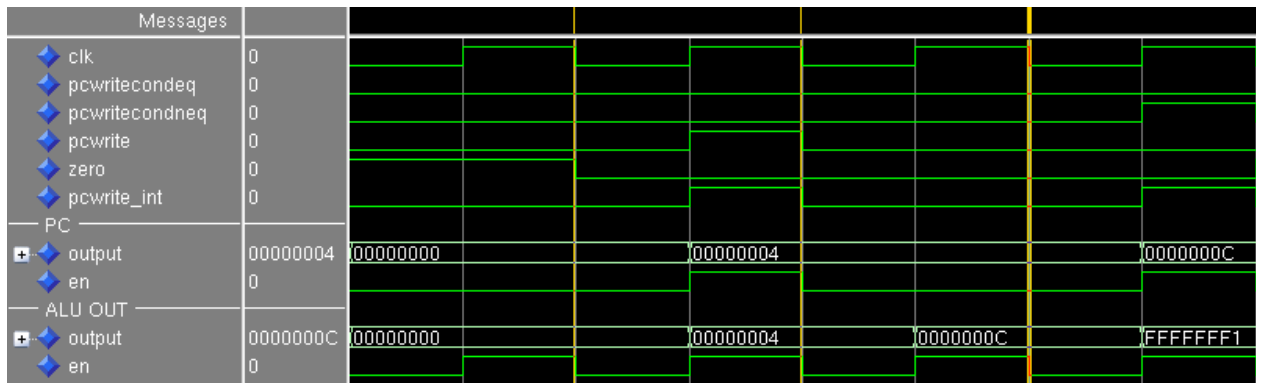 Messages
clk 0
pcwritecondeq 0
pcwritecondneq 0
pcwrite 0
zero 0
pcwrite_int 0
PC
output 00000004 00000000 00000004 0000000C
en 0
ALU OUT
output 0000000C 00000000 00000004 0000000C FFFFFFF1
en 0